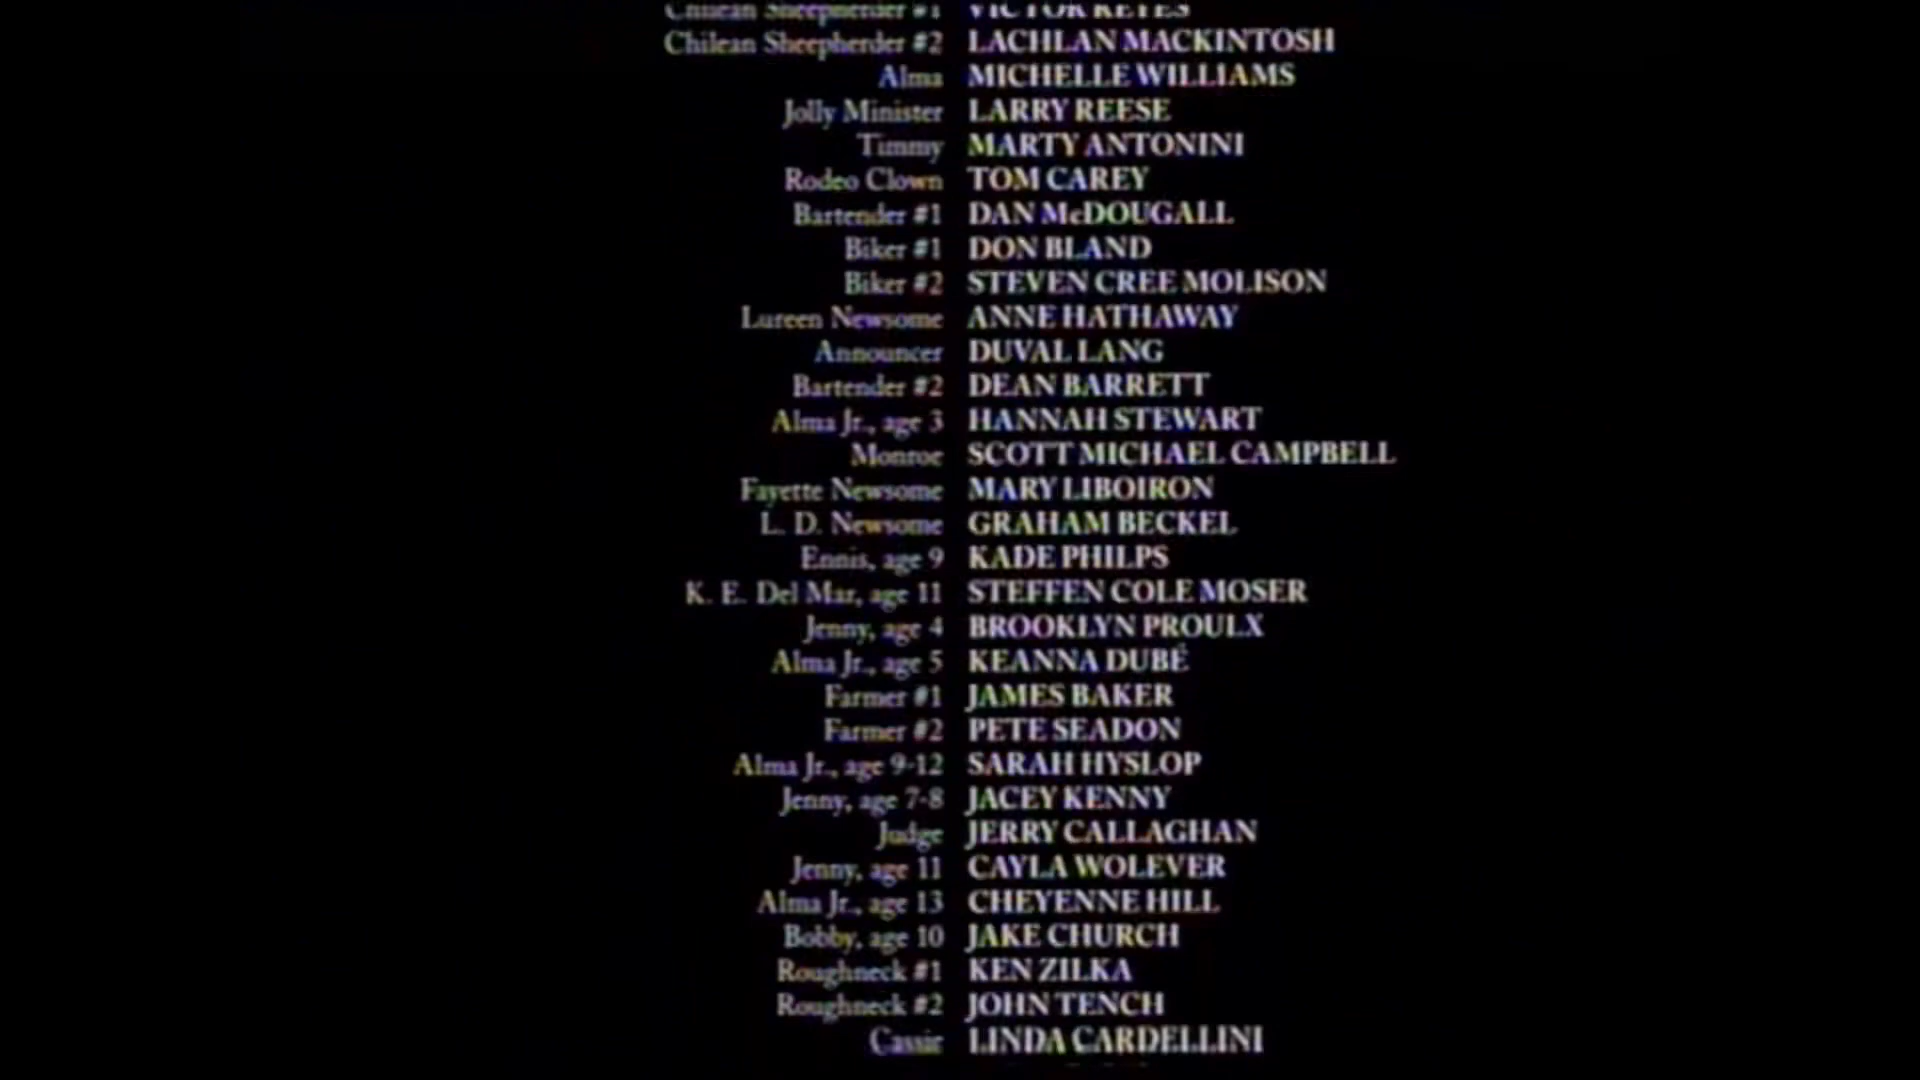 Chilean Sheepherder #1 VICTOR REYES
Chilean Sheepherder #2 LACHLAN MACKINTOSH
Alma MICHELLE WILLIAMS
Jolly Minister LARRY REESE
Timmy MARTY ANTONINI
Rodeo Clown TOM CAREY
Bartender #1 DAN McDOUGALL
Biker #1 DON BLAND
Biker #2 STEVEN CREE MOLISON
Lureen Newsome ANNE HATHAWAY
Announcer DUVAL LANG
Bartender #2 DEAN BARRETT
Alma Jr., age 3 HANNAH STEWART
Monroe SCOTT MICHAEL CAMPBELL
Fayette Newsome MARY LIBOIRON
L. D. Newsome GRAHAM BECKEL
Ennis, age 9 KADE PHILPS
K. E. Del Mar, age 11 STEFFEN COLE MOSER
Jenny, age 4 BROOKLYN PROULX
Alma Jr., age 5 KEANNA DUBÉ
Farmer #1 JAMES BAKER
Farmer #2 PETE SEADON
Alma Jr., age 9-12 SARAH HYSLOP
Jenny, age 7-8 JACEY KENNY
Judge JERRY CALLAGHAN
Jenny, age 11 CAYLA WOLEVER
Alma Jr., age 13 CHEYENNE HILL
Bobby, age 10 JAKE CHURCH
Roughneck #1 KEN ZILKA
Roughneck #2 JOHN TENCH
Cassie LINDA CARDELLINI